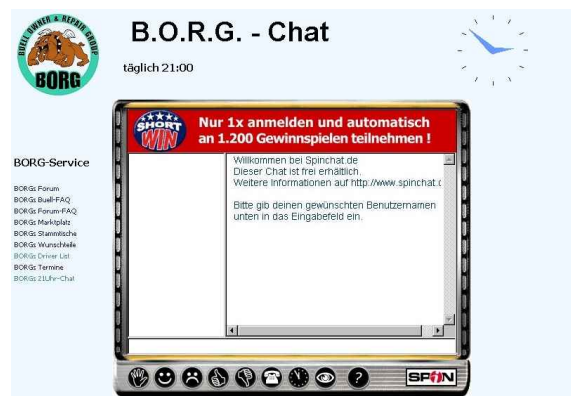 BUELL OWNER & REPAIR GROUP
BORG
B.O.R.G. - Chat
täglich 21:00
SHORT WIN
Nur 1x anmelden und automatisch
an 1.200 Gewinnspielen teilnehmen !
BORG-Service
BORGs Forum
BORGs Buell-FAQ
BORGs Forum-FAQ
BORGs Marktplatz
BORGs Stammtische
BORGs Wunschteile
BORGs Driver List
BORGs Termine
BORGs 21Uhr-Chat
Willkommen bei Spinchat.de
Dieser Chat ist frei erhältlich.
Weitere Informationen auf http://www.spinchat.c
Bitte gib deinen gewünschten Benutzernamen
unten in das Eingabefeld ein.
?
SPIN